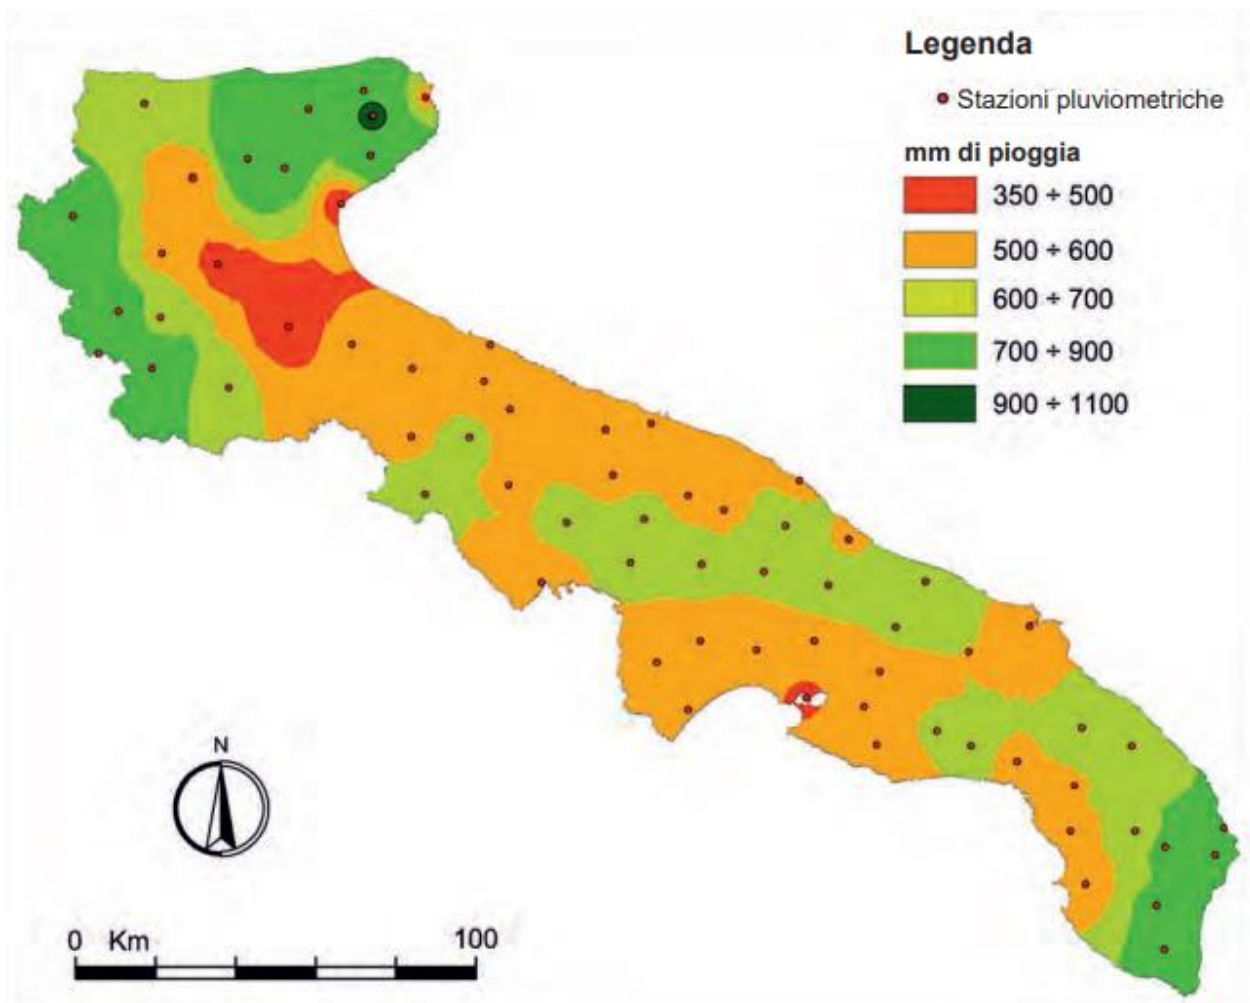 Legenda
Stazioni pluviometriche
mm di pioggia
350 ÷ 500
500 ÷ 600
600 ÷ 700
700 ÷ 900
900 ÷ 1100
N
0 Km 100